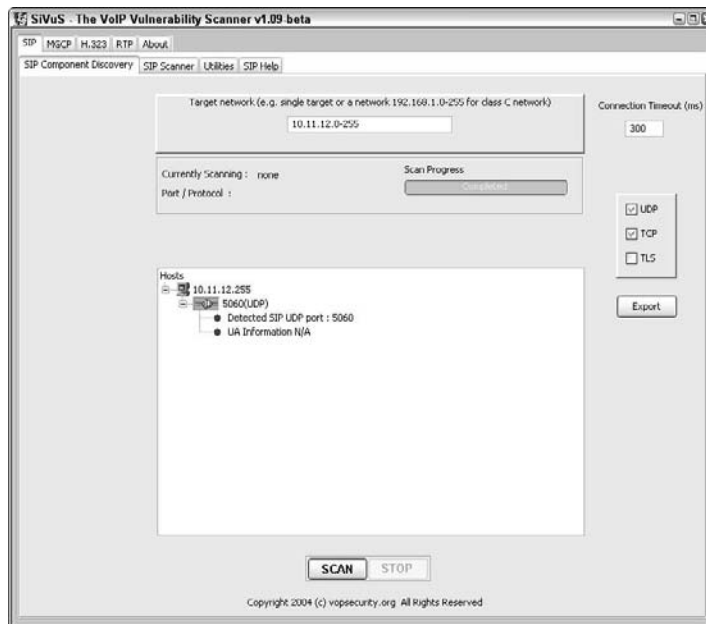 SiVuS - The VoIP Vulnerability Scanner v1.09-beta
SIP MGCP H.323 RTP About
SIP Component Discovery SIP Scanner Utilities SIP Help
Target network (e.g. single target or a network 192.168.1.0-255 for class C network)
10.11.12.0-255
Connection Timeout (ms)
300
Currently Scanning : none
Port / Protocol :
Scan Progress
Completed
UDP
TCP
TLS
Export
Hosts
10.11.12.255
5060(UDP)
Detected SIP UDP port : 5060
UA Information N/A
SCAN STOP
Copyright 2004 (c) vopsecurity.org All Rights Reserved